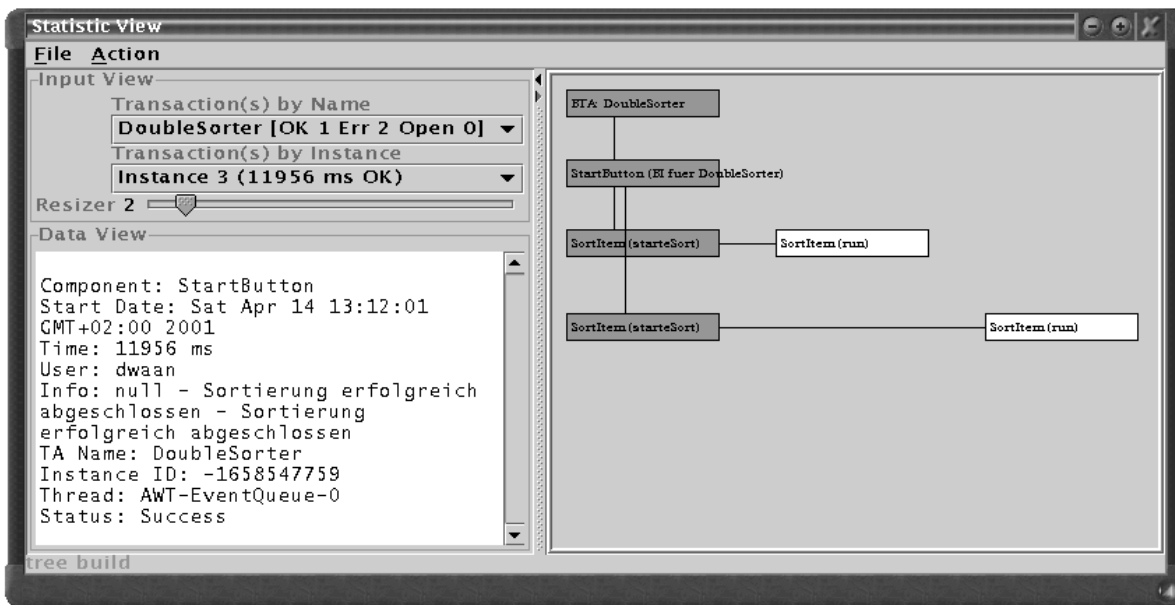 Statistic View
File Action
Input View
Transaction(s) by Name
DoubleSorter [OK 1 Err 2 Open 0]
Transaction(s) by Instance
Instance 3 (11956 ms OK)
Resizer 2
Data View
Component: StartButton
Start Date: Sat Apr 14 13:12:01
GMT+02:00 2001
Time: 11956 ms
User: dwaan
Info: null - Sortierung erfolgreich
abgeschlossen - Sortierung
erfolgreich abgeschlossen
TA Name: DoubleSorter
Instance ID: -1658547759
Thread: AWT-EventQueue-0
Status: Success
tree build
BTA: DoubleSorter
StartButton (BI fuer DoubleSorter)
SortItem (starteSort)
SortItem (run)
SortItem (starteSort)
SortItem (run)